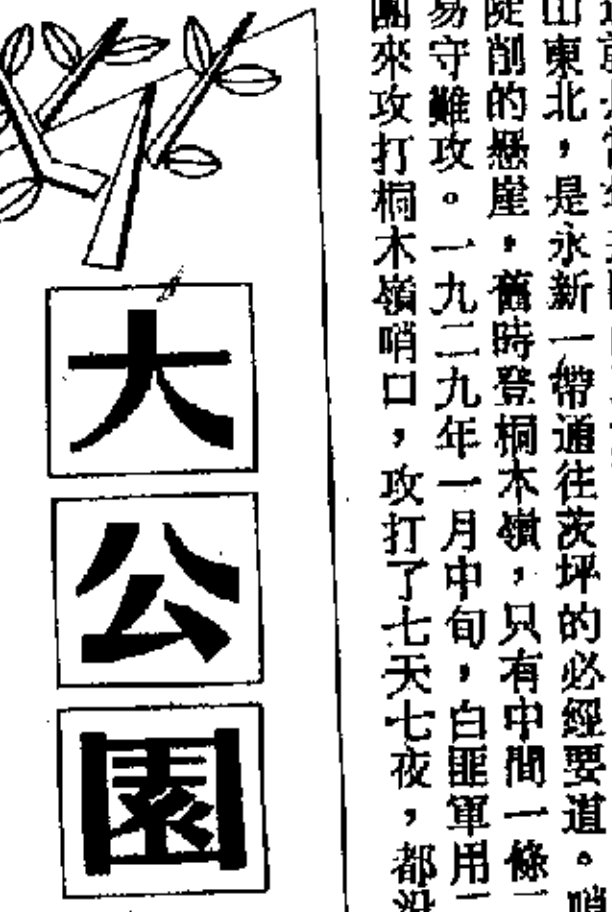 山東北，是永新一帶通往茨坪的必經要道。哨
陡削的懸崖，舊時登桐木嶺，只有中間一條
易守難攻。一九二九年一月中旬，白匪軍用
團來攻打桐木嶺哨口，攻打了七天七夜，都沒
大公園